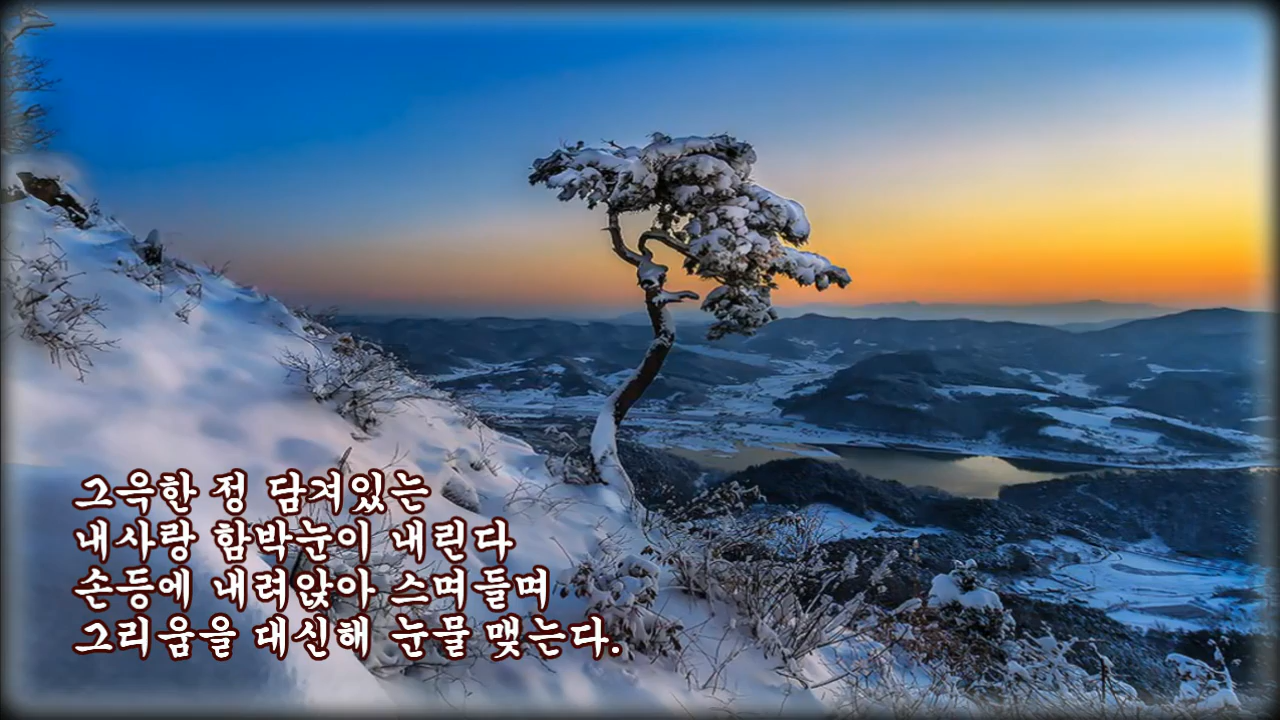 그윽한 정 담겨있는
내사랑 함박눈이 내린다
손등에 내려앉아 스며들며
그리움을 대신해 눈물 맺는다.